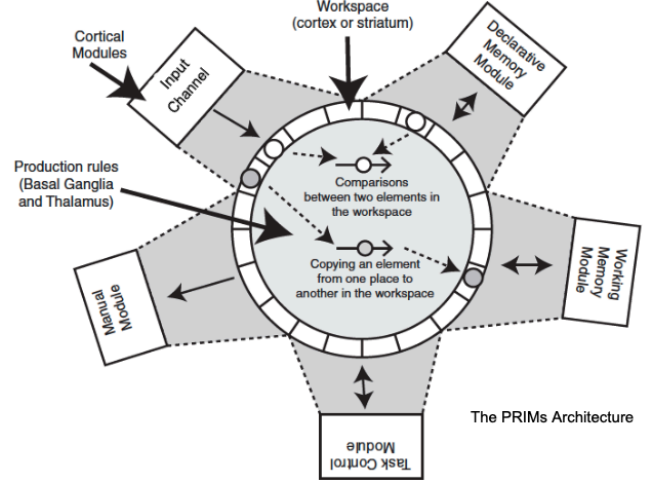 Workspace
(cortex or striatum)
Cortical
Modules
Input
Channel
Declarative
Memory
Module
Production rules
(Basal Ganglia
and Thalamus)
Comparisons
between two elements in
the workspace
Copying an element
from one place to
another in the workspace
Manual
Module
Working
Memory
Module
Task Control
Module
The PRIMs Architecture